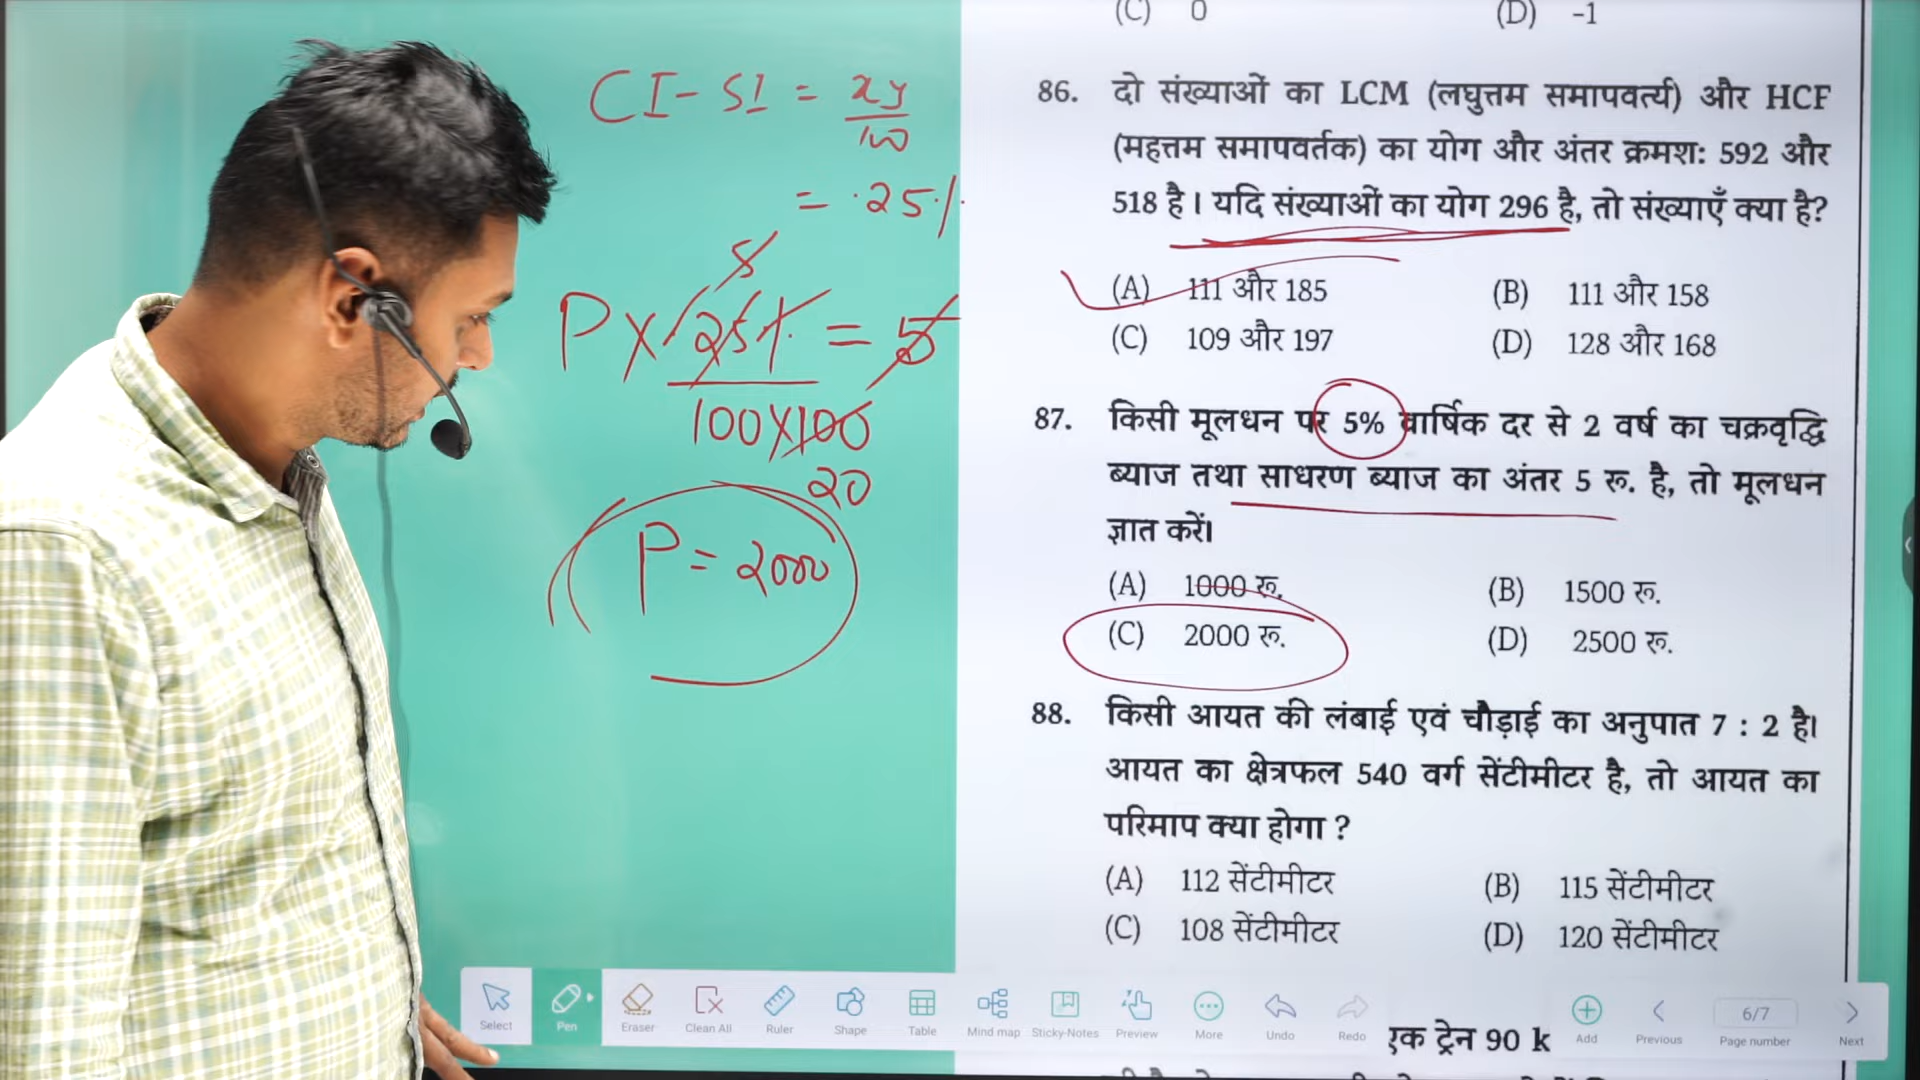 CI - SI = xy/100
= .25%
5
P x .25% = 5
100x100
20
P = 2000
(C) 0 (D) -1
86. दो संख्याओं का LCM (लघुत्तम समापवर्त्य) और HCF
(महत्तम समापवर्तक) का योग और अंतर क्रमश: 592 और
518 है। यदि संख्याओं का योग 296 है, तो संख्याएँ क्या है?
(A) 111 और 185 (B) 111 और 158
(C) 109 और 197 (D) 128 और 168
87. किसी मूलधन पर 5% वार्षिक दर से 2 वर्ष का चक्रवृद्धि
ब्याज तथा साधरण ब्याज का अंतर 5 रू. है, तो मूलधन
ज्ञात करें।
(A) 1000 रू. (B) 1500 रू.
(C) 2000 रू. (D) 2500 रू.
88. किसी आयत की लंबाई एवं चौड़ाई का अनुपात 7 : 2 है।
आयत का क्षेत्रफल 540 वर्ग सेंटीमीटर है, तो आयत का
परिमाप क्या होगा ?
(A) 112 सेंटीमीटर (B) 115 सेंटीमीटर
(C) 108 सेंटीमीटर (D) 120 सेंटीमीटर
एक ट्रेन 90 k
Select Pen Eraser Clean All Ruler Shape Table Mind map Sticky-Notes Preview More Undo Redo Add Previous 6/7 Page number Next